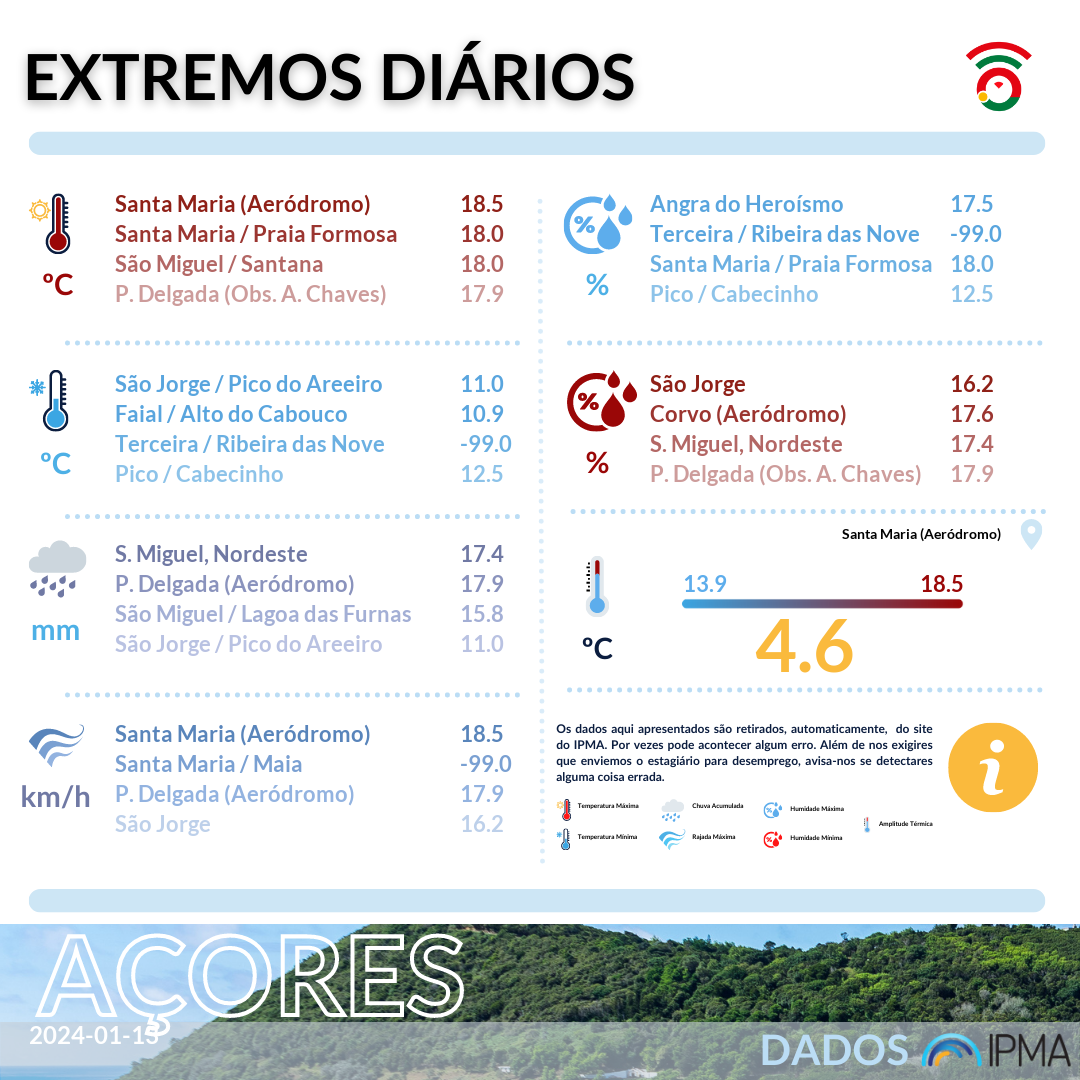 EXTREMOS DIÁRIOS
ºC
Santa Maria (Aeródromo) 18.5
Santa Maria / Praia Formosa 18.0
São Miguel / Santana 18.0
P. Delgada (Obs. A. Chaves) 17.9
ºC
São Jorge / Pico do Areeiro 11.0
Faial / Alto do Cabouco 10.9
Terceira / Ribeira das Nove -99.0
Pico / Cabecinho 12.5
mm
S. Miguel, Nordeste 17.4
P. Delgada (Aeródromo) 17.9
São Miguel / Lagoa das Furnas 15.8
São Jorge / Pico do Areeiro 11.0
km/h
Santa Maria (Aeródromo) 18.5
Santa Maria / Maia -99.0
P. Delgada (Aeródromo) 17.9
São Jorge 16.2
%
%
Angra do Heroísmo 17.5
Terceira / Ribeira das Nove -99.0
Santa Maria / Praia Formosa 18.0
Pico / Cabecinho 12.5
%
%
São Jorge 16.2
Corvo (Aeródromo) 17.6
S. Miguel, Nordeste 17.4
P. Delgada (Obs. A. Chaves) 17.9
Santa Maria (Aeródromo)
13.9 18.5
ºC
4.6
Os dados aqui apresentados são retirados, automaticamente, do site
do IPMA. Por vezes pode acontecer algum erro. Além de nos exigires
que enviemos o estagiário para desemprego, avisa-nos se detectares
alguma coisa errada.
i
Temperatura Máxima
Chuva Acumulada
Humidade Máxima
Amplitude Térmica
Temperatura Mínima
Rajada Máxima
Humidade Mínima
AÇORES
2024-01-15
DADOS IPMA